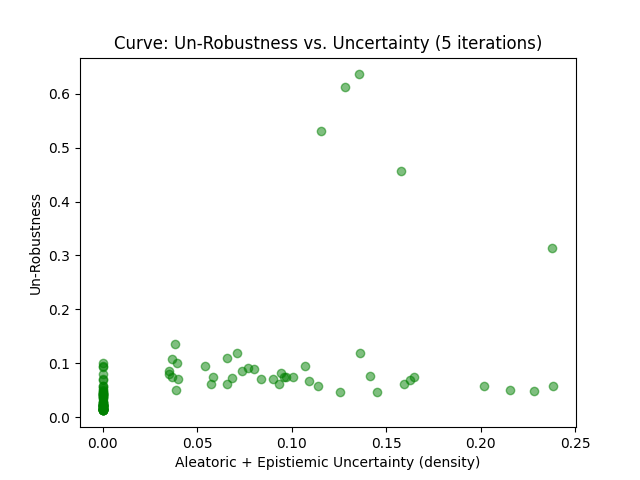 Curve: Un-Robustness vs. Uncertainty (5 iterations)
0.6
0.5
0.4
0.3
0.2
0.1
0.0
Un-Robustness
0.00 0.05 0.10 0.15 0.20 0.25
Aleatoric + Epistiemic Uncertainty (density)